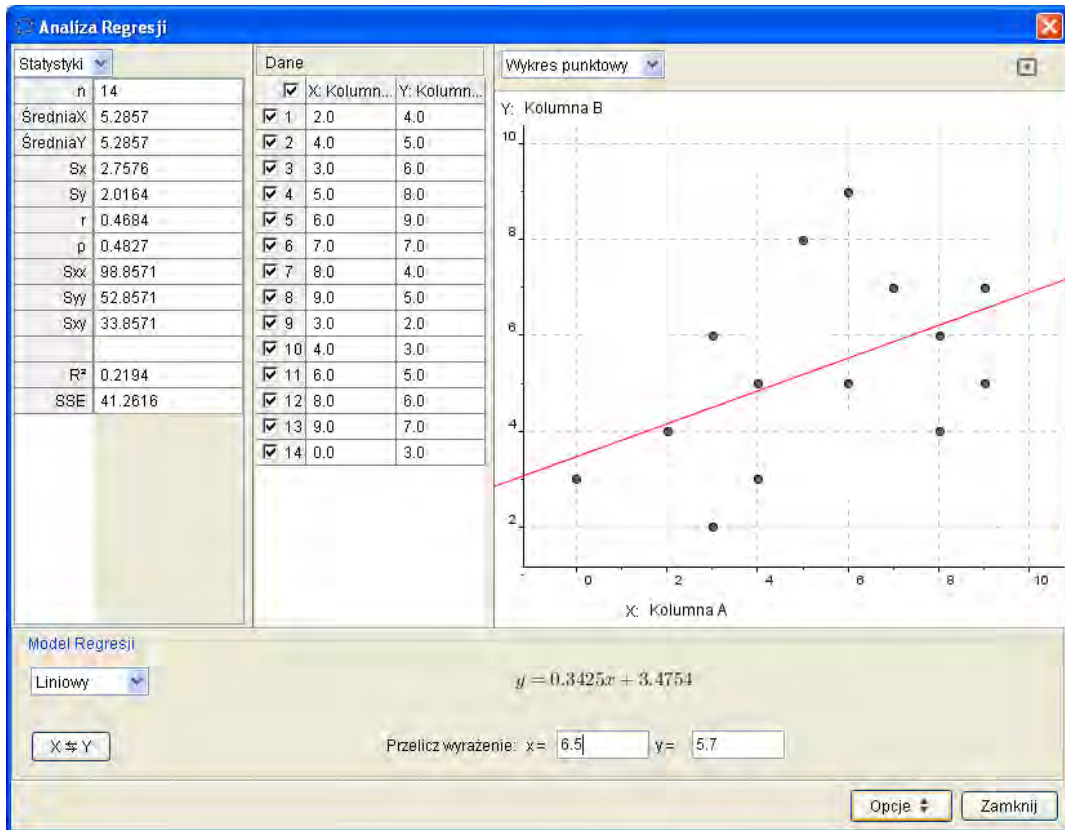 Analiza Regresji
Statystyki
n 14
ŚredniaX 5.2857
ŚredniaY 5.2857
Sx 2.7576
Sy 2.0164
r 0.4684
ρ 0.4827
Sxx 98.8571
Syy 52.8571
Sxy 33.8571
R² 0.2194
SSE 41.2616
Dane
X: Kolumn... Y: Kolumn...
1 2.0 4.0
2 4.0 5.0
3 3.0 6.0
4 5.0 8.0
5 6.0 9.0
6 7.0 7.0
7 8.0 4.0
8 9.0 5.0
9 3.0 2.0
10 4.0 3.0
11 6.0 5.0
12 8.0 6.0
13 9.0 7.0
14 0.0 3.0
Wykres punktowy
Y: Kolumna B
10
8
6
4
2
0 2 4 6 8 10
X: Kolumna A
Model Regresji
Liniowy
y = 0.3425x + 3.4754
X ⇆ Y
Przelicz wyrażenie: x = 6.5 y = 5.7
Opcje
Zamknij